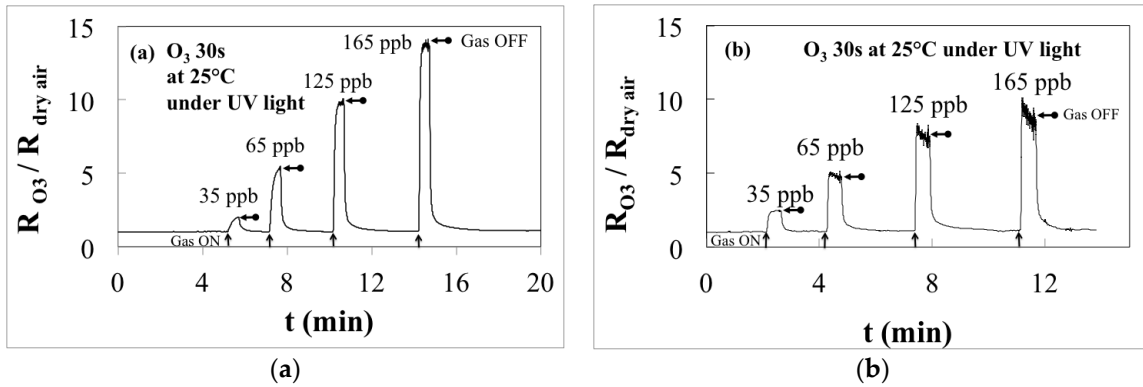 15
10
5
0
R O3 / R dry air
(a) O3 30s
at 25°C
under UV light
35 ppb
65 ppb
125 ppb
165 ppb
Gas OFF
Gas ON
0 4 8 12 16 20
t (min)
(a)
15
10
5
0
RO3 / Rdry air
(b) O3 30s at 25°C under UV light
35 ppb
65 ppb
125 ppb
165 ppb
Gas OFF
Gas ON
0 4 8 12
t (min)
(b)